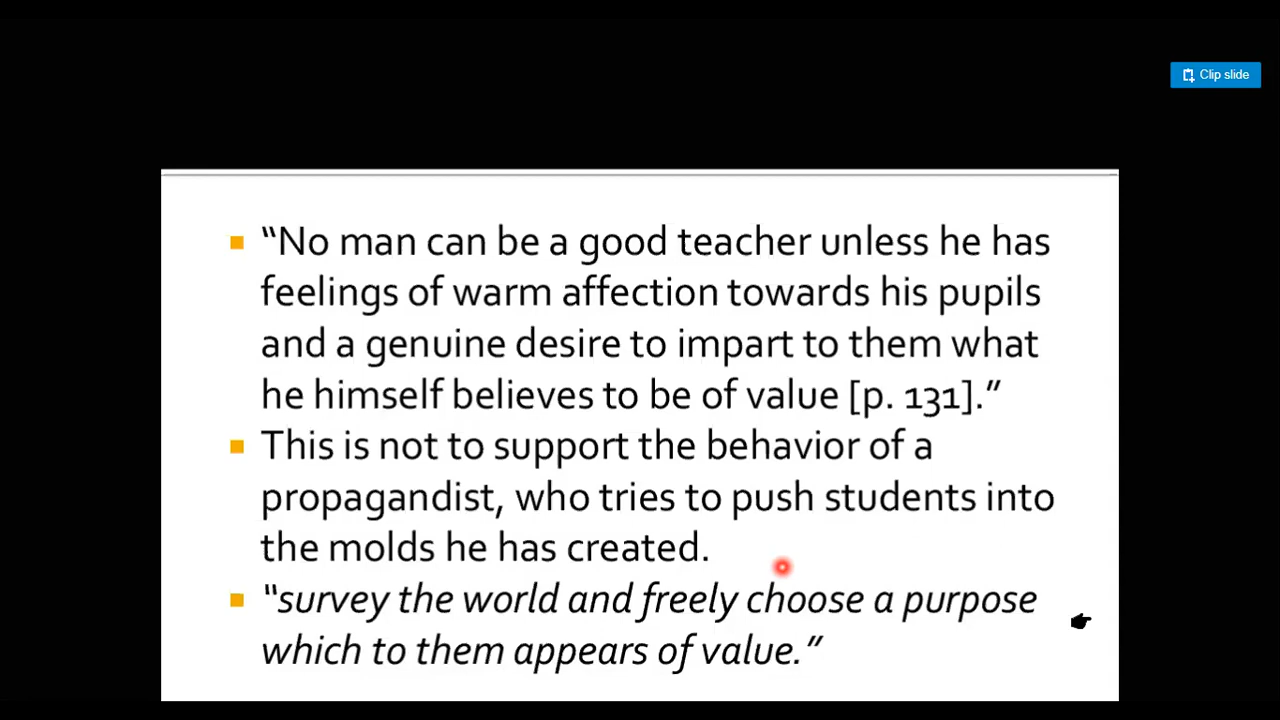 Clip slide
“No man can be a good teacher unless he has
feelings of warm affection towards his pupils
and a genuine desire to impart to them what
he himself believes to be of value [p. 131].”
This is not to support the behavior of a
propagandist, who tries to push students into
the molds he has created.
“survey the world and freely choose a purpose
which to them appears of value.”